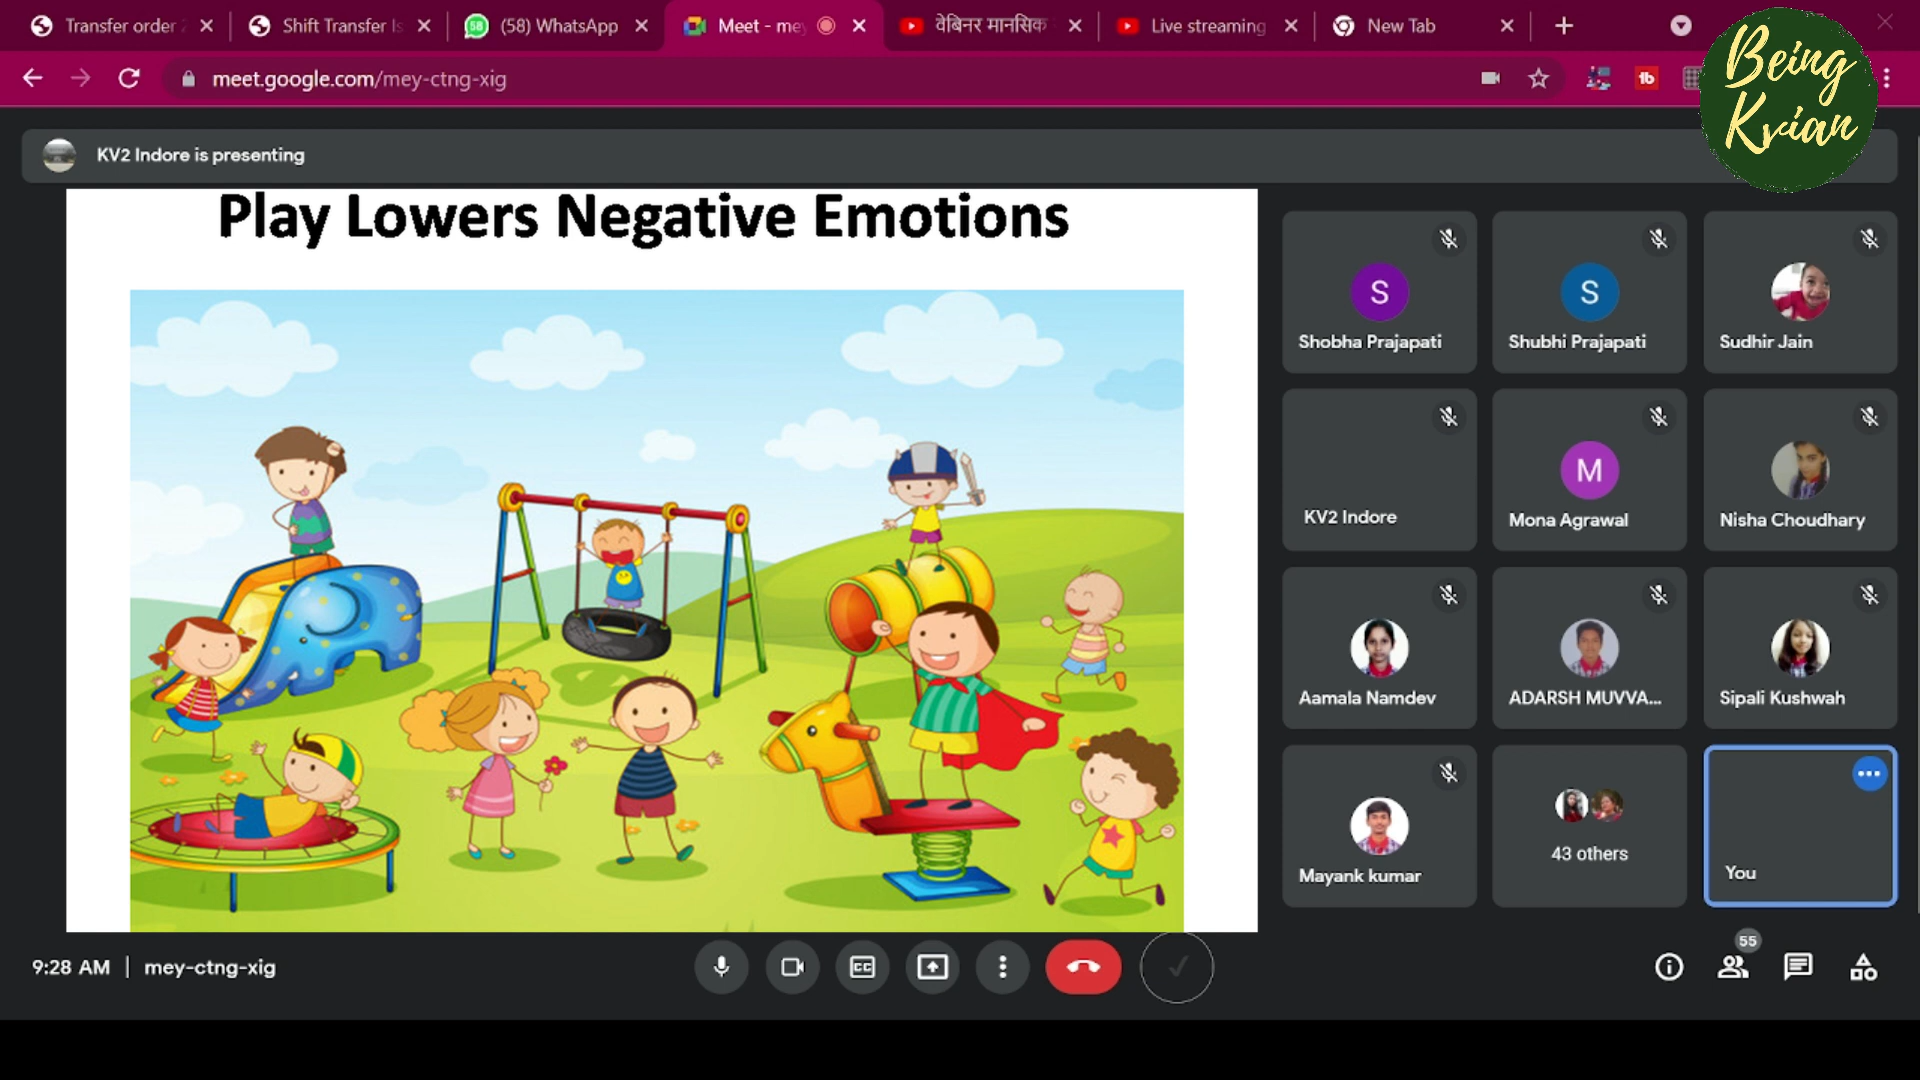 Transfer order
Shift Transfer Is
(58) WhatsApp
Meet - mey
वेबिनर मानसिक
Live streaming
New Tab
meet.google.com/mey-ctng-xig
Being
Kvian
KV2 Indore is presenting
Play Lowers Negative Emotions
S
Shobha Prajapati
S
Shubhi Prajapati
Sudhir Jain
KV2 Indore
M
Mona Agrawal
Nisha Choudhary
Aamala Namdev
ADARSH MUVVA...
Sipali Kushwah
Mayank kumar
43 others
You
9:28 AM | mey-ctng-xig
CC
55